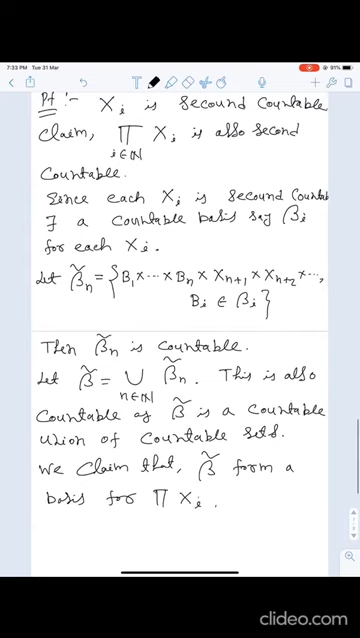 7:33 PM Tue 31 Mar 91%
Pf :- Xi is second Countable
Claim, ∏ Xi is also second
i∈ℕ
Countable.
Since each Xi is Second Countab
∃ a Countable basis say βi
for each Xi.
Let β̃n = { B1 × ··· × Bn × Xn+1 × Xn+2 × ···,
Bi ∈ βi }
Then β̃n is Countable.
Let β̃ = ∪ β̃n. This is also
n∈ℕ
Countable as β̃ is a Countable
union of Countable sets.
We Claim that, β̃ form a
basis for ∏ Xi.
clideo.com